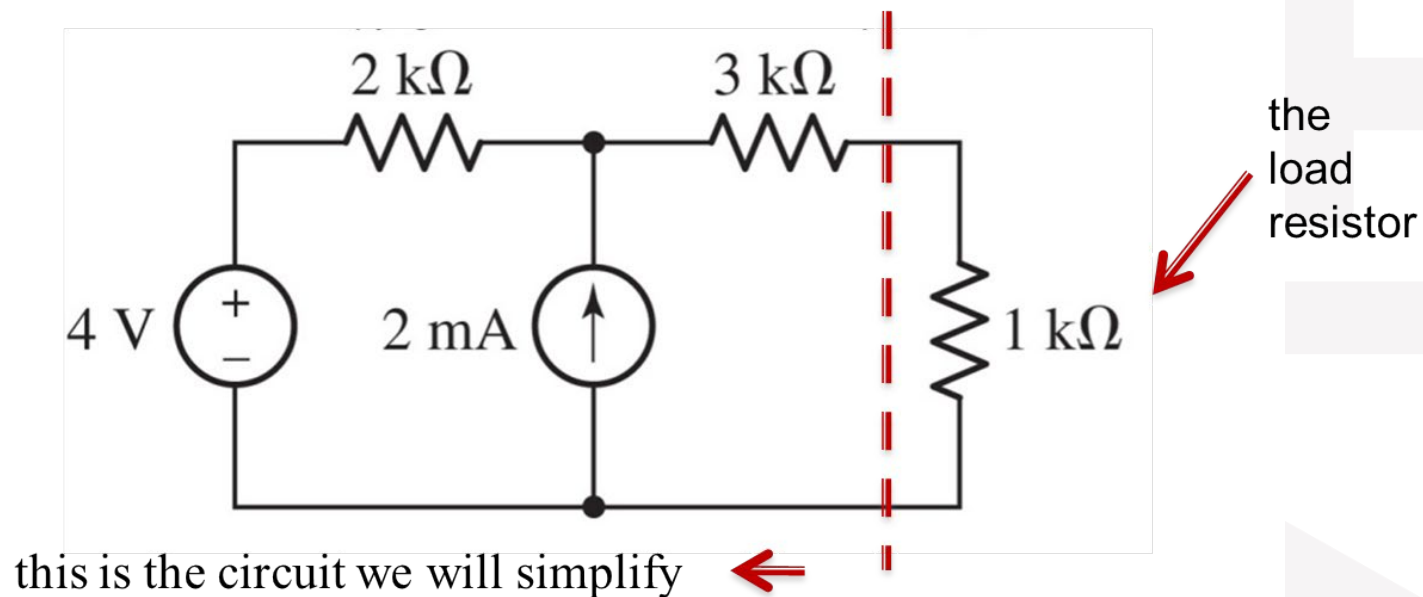 2 kΩ
3 kΩ
the
load
resistor
4 V
+
−
2 mA
1 kΩ
this is the circuit we will simplify